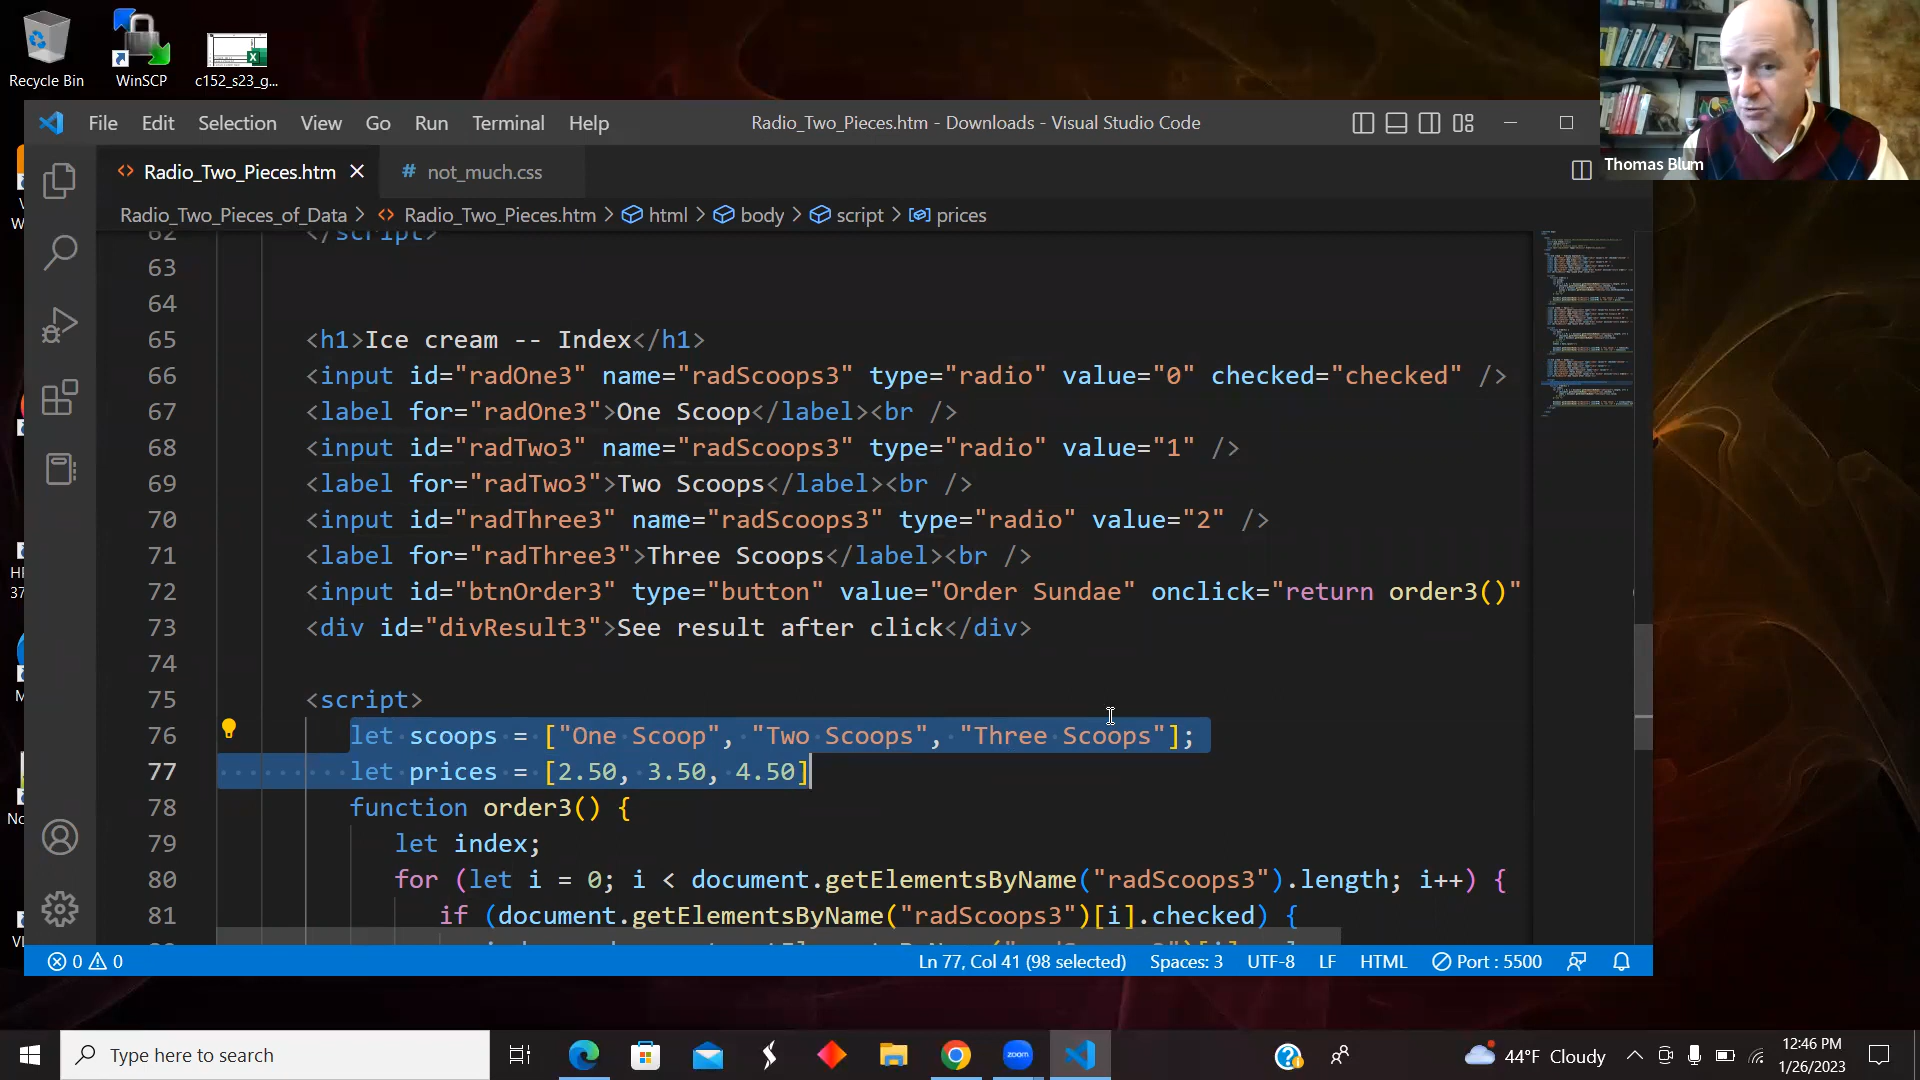 Recycle Bin
WinSCP
c152_s23_g...
File Edit Selection View Go Run Terminal Help
Radio_Two_Pieces.htm - Downloads - Visual Studio Code
Thomas Blum
Radio_Two_Pieces.htm
# not_much.css
Radio_Two_Pieces_of_Data > Radio_Two_Pieces.htm > html > body > script > prices
62 </script>
63
64
65 <h1>Ice cream -- Index</h1>
66 <input id="radOne3" name="radScoops3" type="radio" value="0" checked="checked" />
67 <label for="radOne3">One Scoop</label><br />
68 <input id="radTwo3" name="radScoops3" type="radio" value="1" />
69 <label for="radTwo3">Two Scoops</label><br />
70 <input id="radThree3" name="radScoops3" type="radio" value="2" />
71 <label for="radThree3">Three Scoops</label><br />
72 <input id="btnOrder3" type="button" value="Order Sundae" onclick="return order3()"
73 <div id="divResult3">See result after click</div>
74
75 <script>
76 let scoops = ["One Scoop", "Two Scoops", "Three Scoops"];
77 let prices = [2.50, 3.50, 4.50]
78 function order3() {
79 let index;
80 for (let i = 0; i < document.getElementsByName("radScoops3").length; i++) {
81 if (document.getElementsByName("radScoops3")[i].checked) {
0 0
Ln 77, Col 41 (98 selected)
Spaces: 3
UTF-8
LF
HTML
Port : 5500
Type here to search
zoom
44°F Cloudy
12:46 PM
1/26/2023